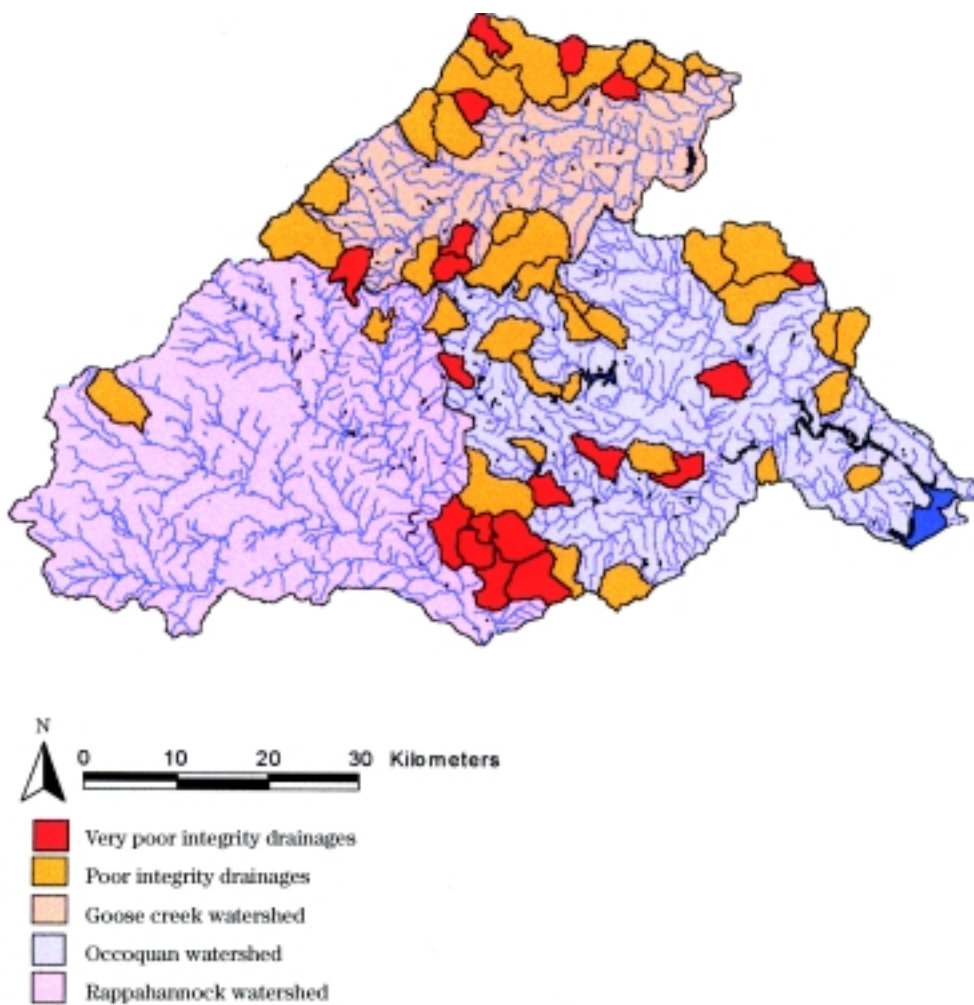 N
0 10 20 30 Kilometers
Very poor integrity drainages
Poor integrity drainages
Goose creek watershed
Occoquan watershed
Rappahannock watershed